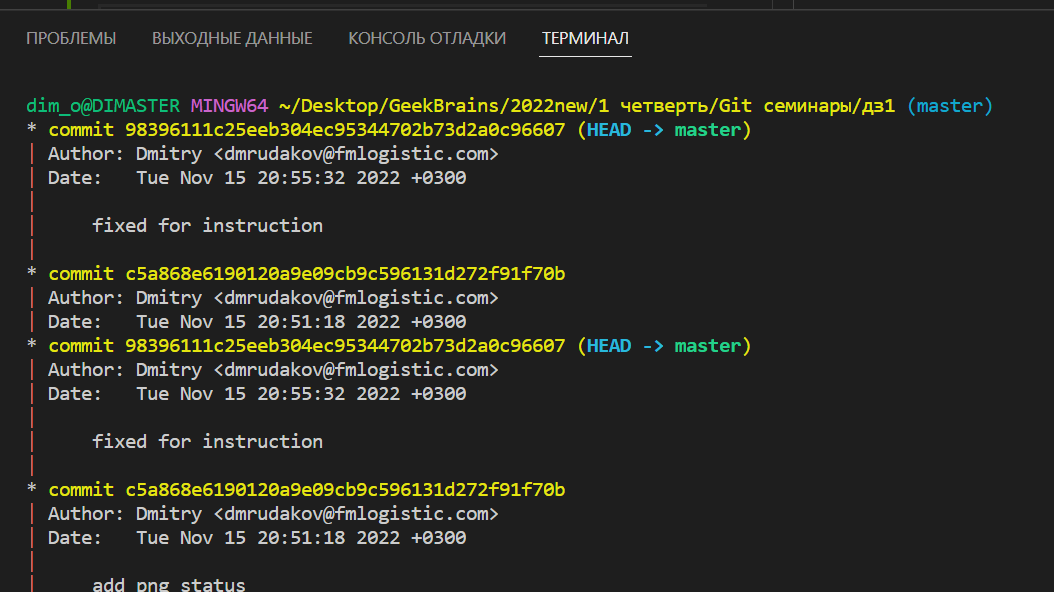 ПРОБЛЕМЫ ВЫХОДНЫЕ ДАННЫЕ КОНСОЛЬ ОТЛАДКИ ТЕРМИНАЛ
dim_o@DIMASTER MINGW64 ~/Desktop/GeekBrains/2022new/1 четверть/Git семинары/дз1 (master)
* commit 98396111c25eeb304ec95344702b73d2a0c96607 (HEAD -> master)
| Author: Dmitry <dmrudakov@fmlogistic.com>
| Date:   Tue Nov 15 20:55:32 2022 +0300
|
|     fixed for instruction
|
* commit c5a868e6190120a9e09cb9c596131d272f91f70b
| Author: Dmitry <dmrudakov@fmlogistic.com>
| Date:   Tue Nov 15 20:51:18 2022 +0300
* commit 98396111c25eeb304ec95344702b73d2a0c96607 (HEAD -> master)
| Author: Dmitry <dmrudakov@fmlogistic.com>
| Date:   Tue Nov 15 20:55:32 2022 +0300
|
|     fixed for instruction
|
* commit c5a868e6190120a9e09cb9c596131d272f91f70b
| Author: Dmitry <dmrudakov@fmlogistic.com>
| Date:   Tue Nov 15 20:51:18 2022 +0300
|
|     add png status